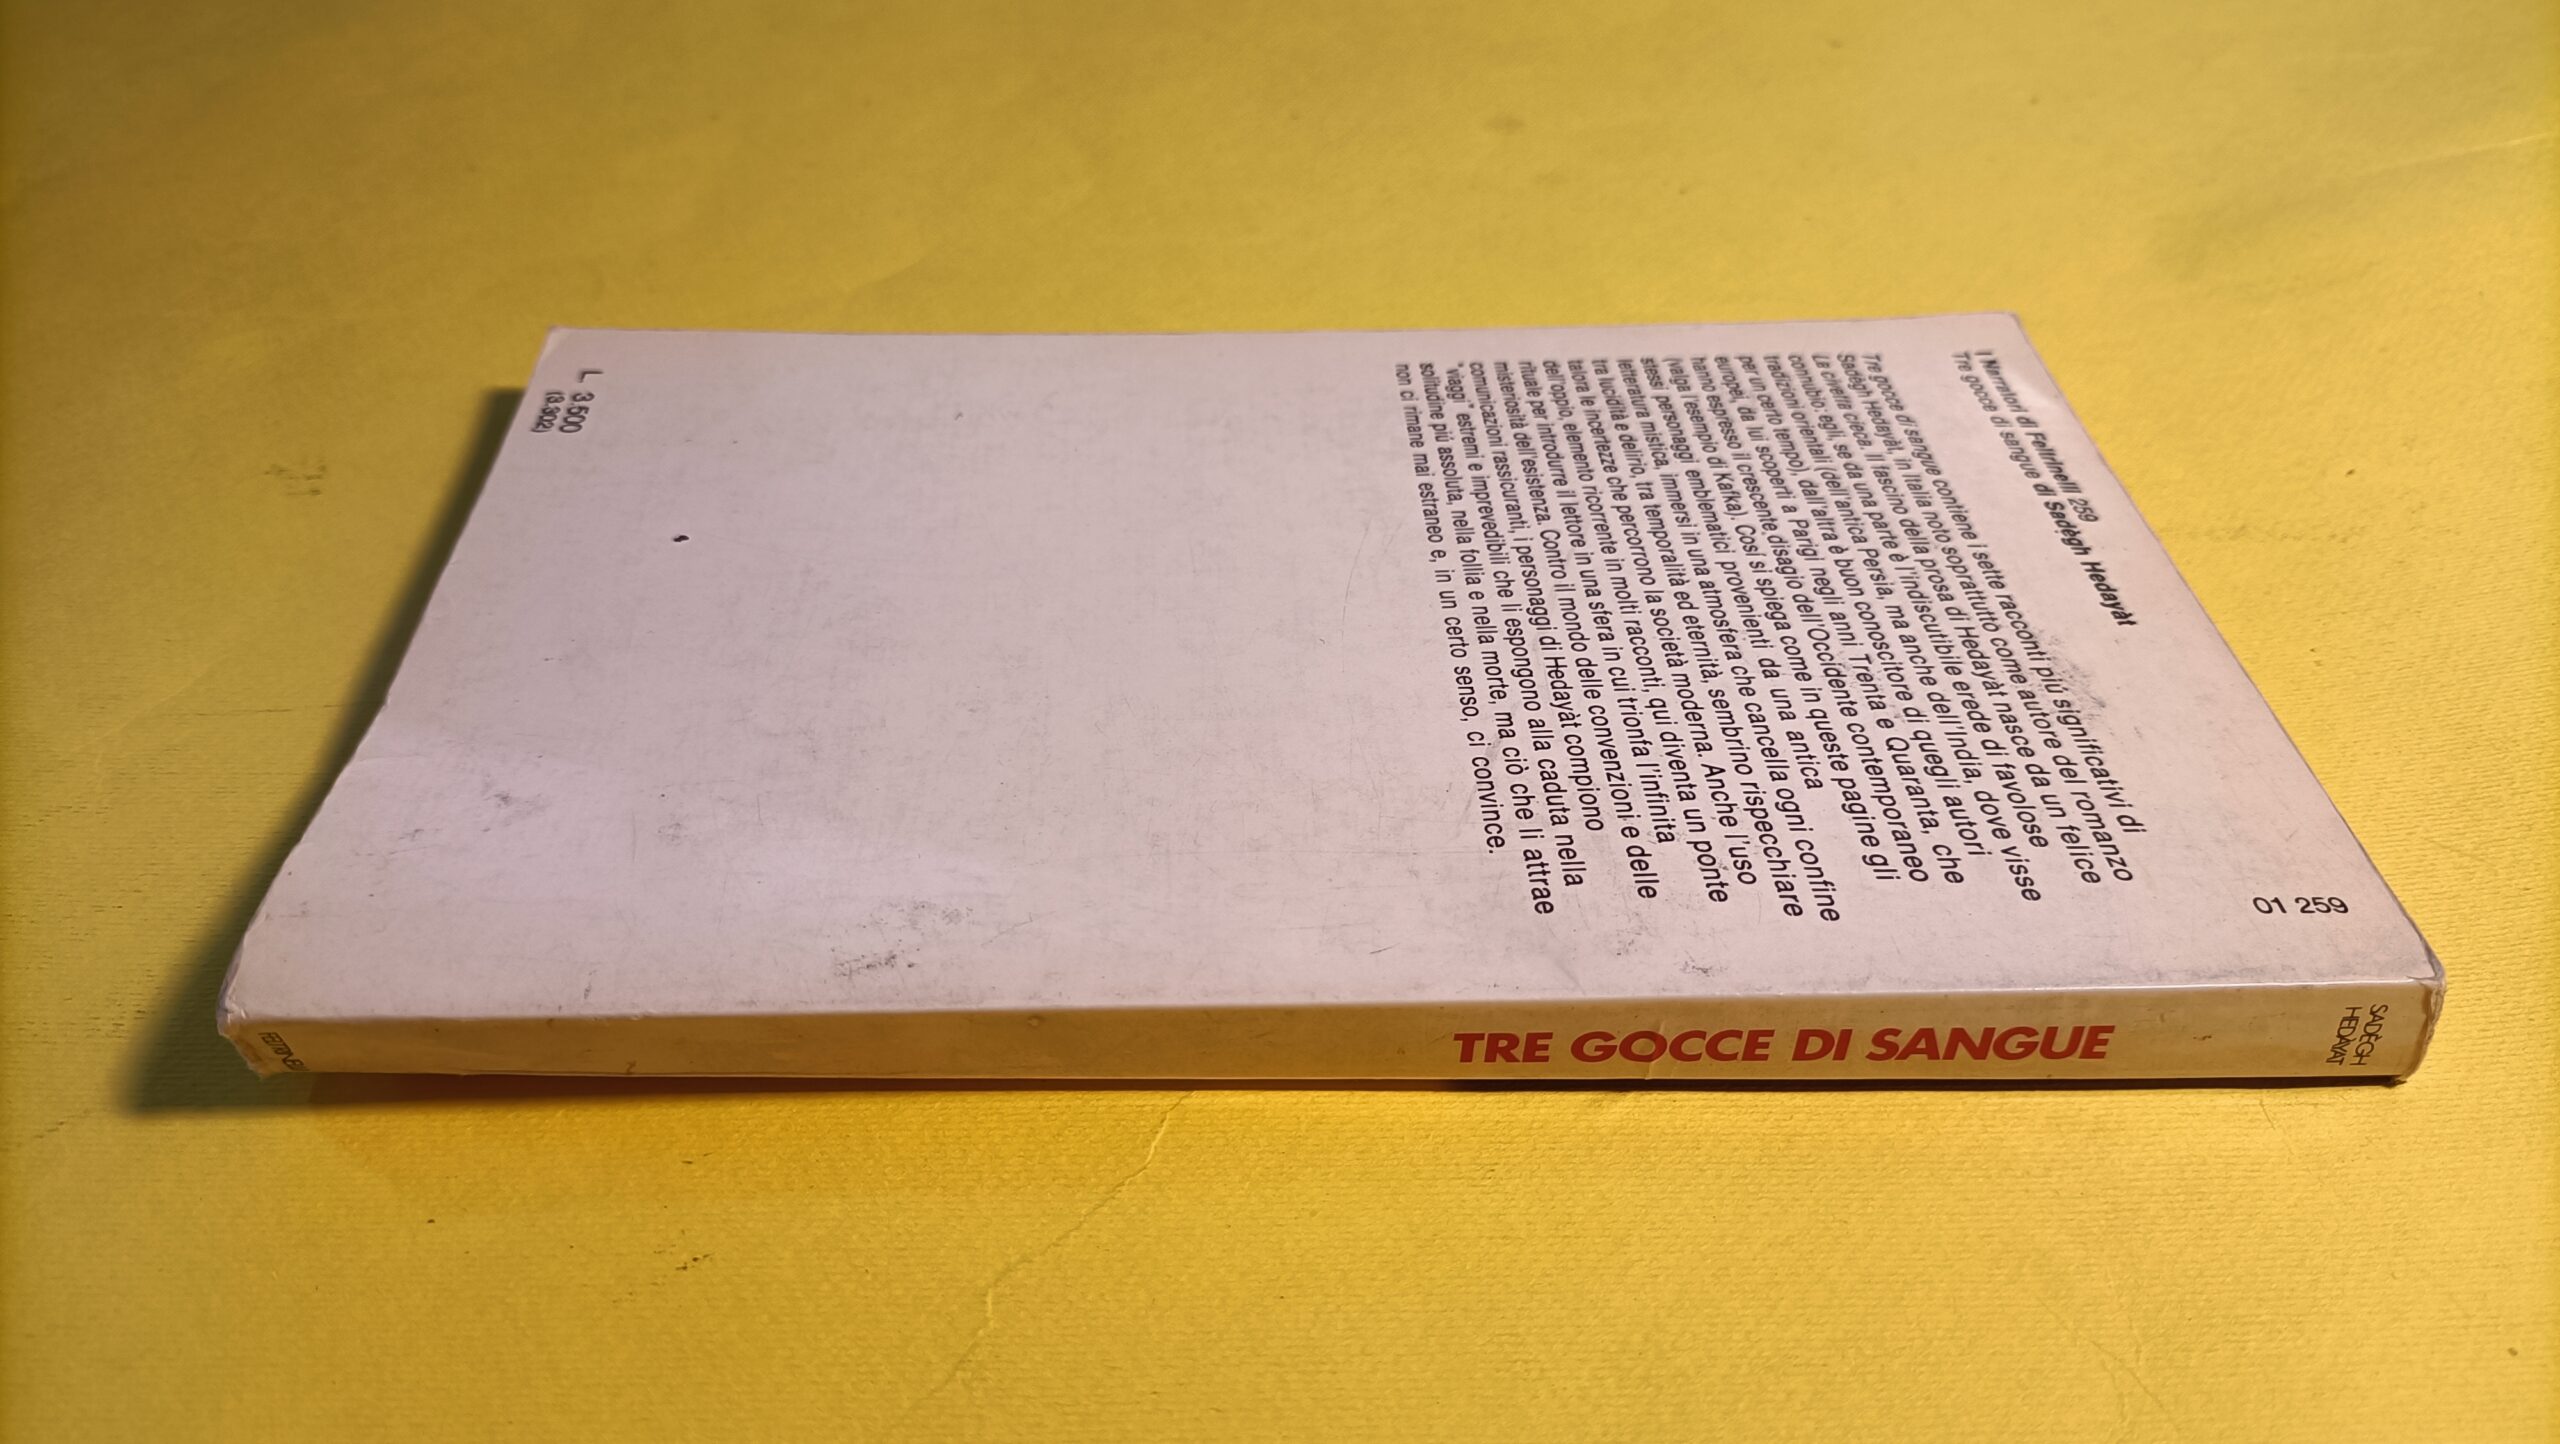 I Narratori di Feltrinelli 259
Tre gocce di sangue di Sadègh Hedayàt
Tre gocce di sangue contiene i sette racconti più significativi di
Sadègh Hedayàt, in Italia noto soprattutto come autore del romanzo
La civetta cieca. Il fascino della prosa di Hedayàt nasce da un felice
connubio: egli, se da una parte è l'indiscutibile erede di favolose
tradizioni orientali (dell'antica Persia, ma anche dell'India, dove visse
per un certo tempo), dall'altra è buon conoscitore di quegli autori
europei, da lui scoperti a Parigi negli anni Trenta e Quaranta, che
hanno espresso il crescente disagio dell'Occidente contemporaneo
(valga l'esempio di Kafka). Così si spiega come in queste pagine gli
stessi personaggi emblematici provenienti da una antica
letteratura mistica, immersi in una atmosfera che cancella ogni confine
tra lucidità e delirio, tra temporalità ed eternità, sembrino rispecchiare
talora le incertezze che percorrono la società moderna. Anche l'uso
dell'oppio, elemento ricorrente in molti racconti, qui diventa un ponte
rituale per introdurre il lettore in una sfera in cui trionfa l'infinita
misteriosità dell'esistenza. Contro il mondo delle convenzioni e delle
comunicazioni rassicuranti, i personaggi di Hedayàt compiono
"viaggi" estremi e imprevedibili che li espongono alla caduta nella
solitudine più assoluta, nella follia e nella morte, ma ciò che li attrae
non ci rimane mai estraneo e, in un certo senso, ci convince.
01 259
L. 3.500
(3.302)
SADÈGH
HEDÀYAT
TRE GOCCE DI SANGUE
FELTRINELLI